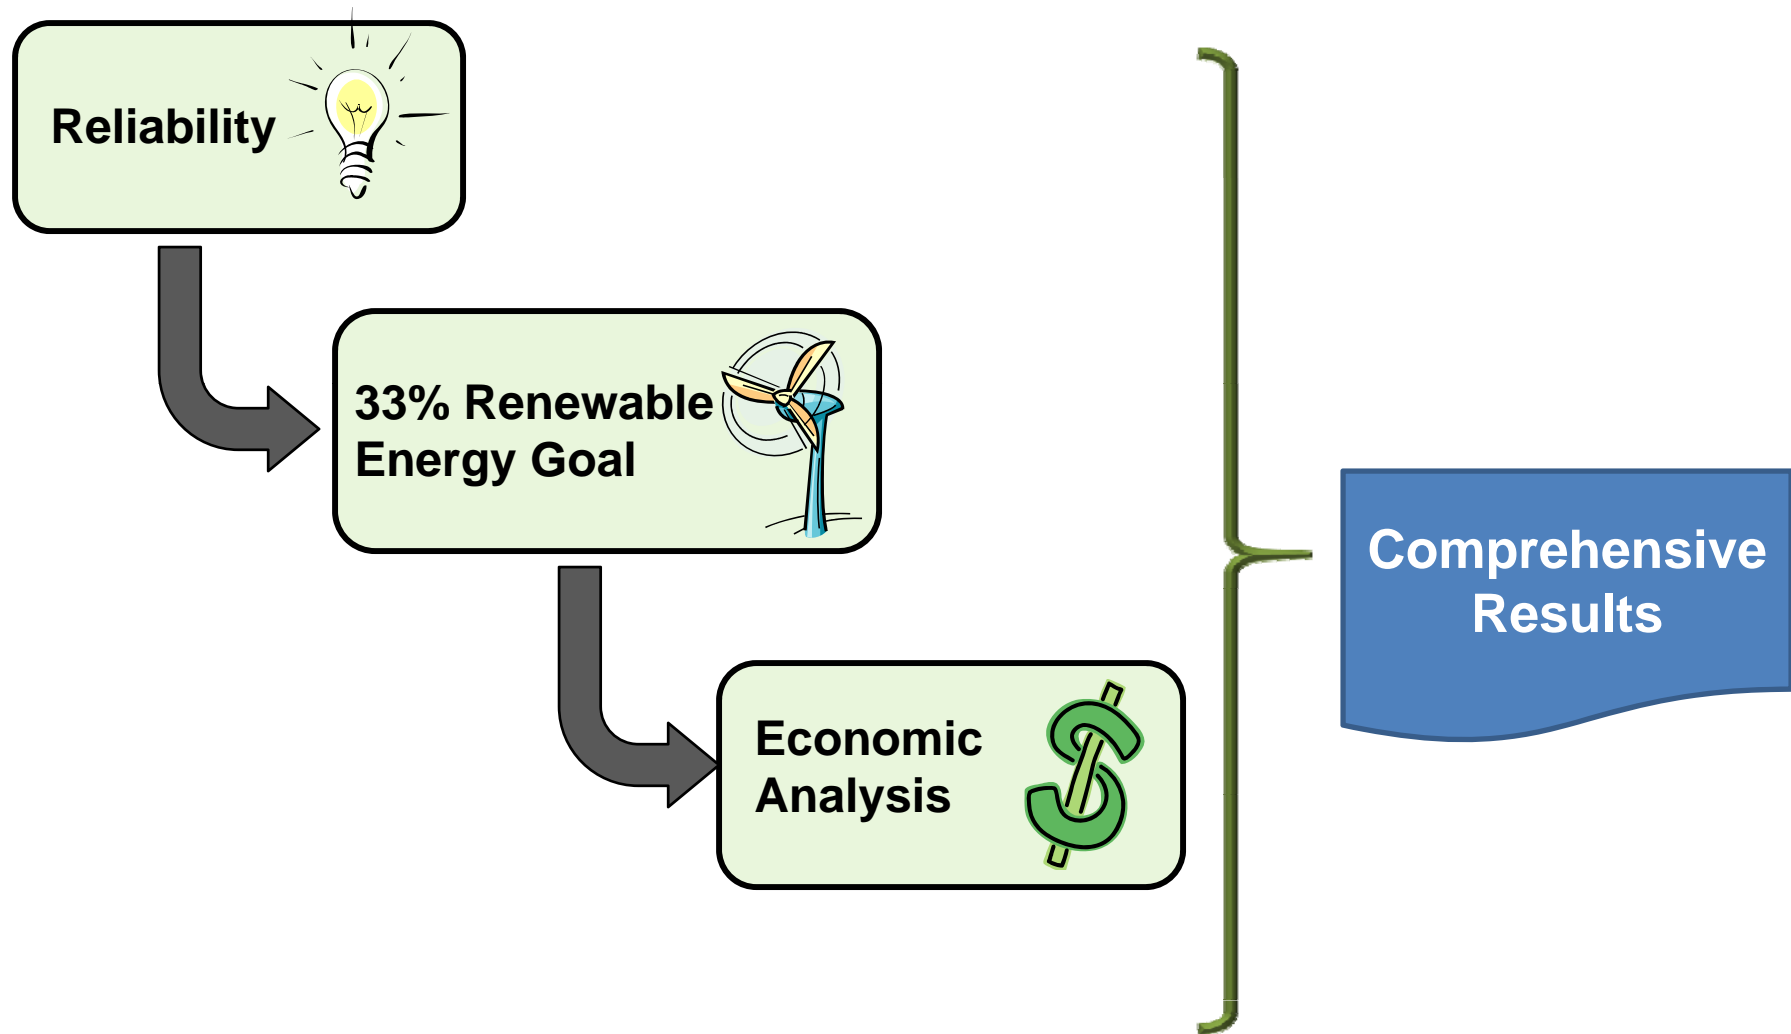 Reliability
33% Renewable
Energy Goal
Economic
Analysis
Comprehensive
Results